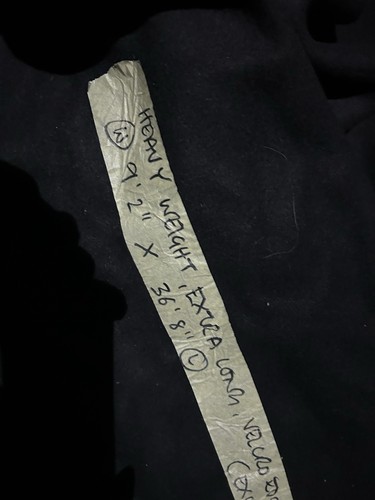 HEAVY WEIGHT, EXTRA LONG, VELCRO
Ⓦ 9' 2" X 36' 8" Ⓛ